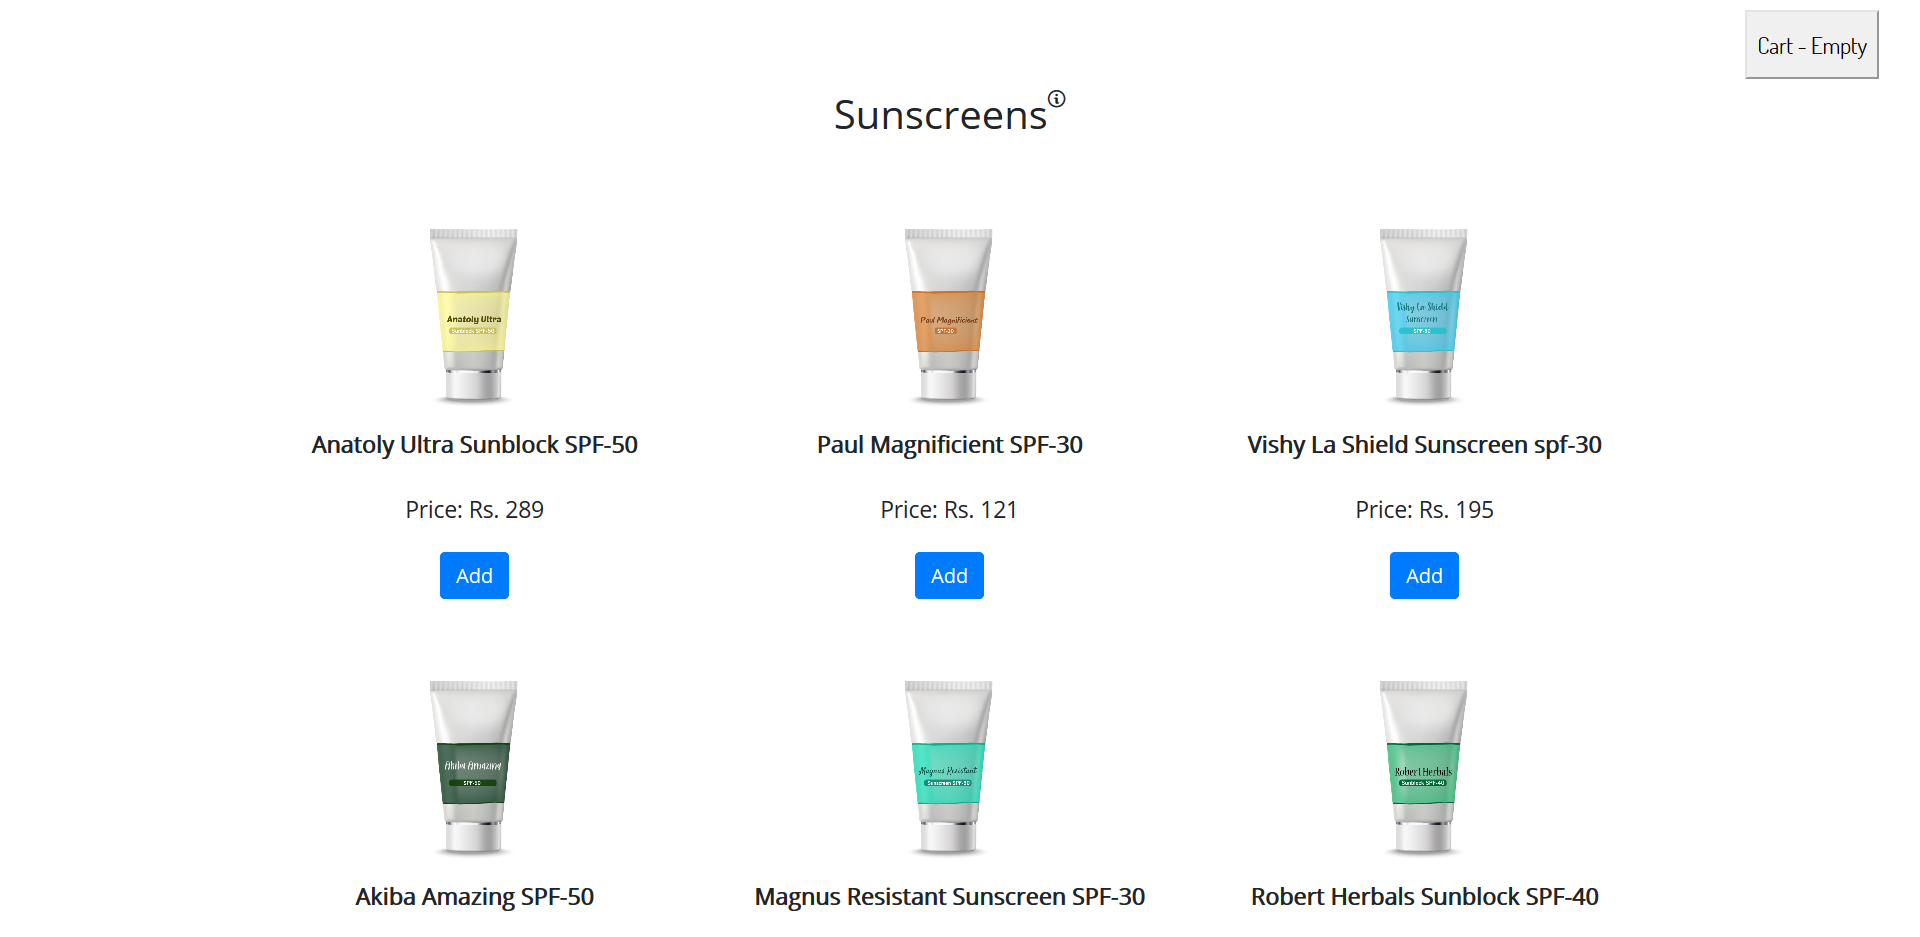 Cart - Empty
Sunscreens
Anatoly Ultra
Sunblock SPF-50
Paul Magnificient
SPF-30
Vishy La Shield
Sunscreen
SPF-30
Anatoly Ultra Sunblock SPF-50
Paul Magnificient SPF-30
Vishy La Shield Sunscreen spf-30
Price: Rs. 289
Price: Rs. 121
Price: Rs. 195
Add
Add
Add
Akiba Amazing
SPF-50
Magnus Resistant
Sunscreen SPF-30
Robert Herbals
Sunblock SPF-40
Akiba Amazing SPF-50
Magnus Resistant Sunscreen SPF-30
Robert Herbals Sunblock SPF-40